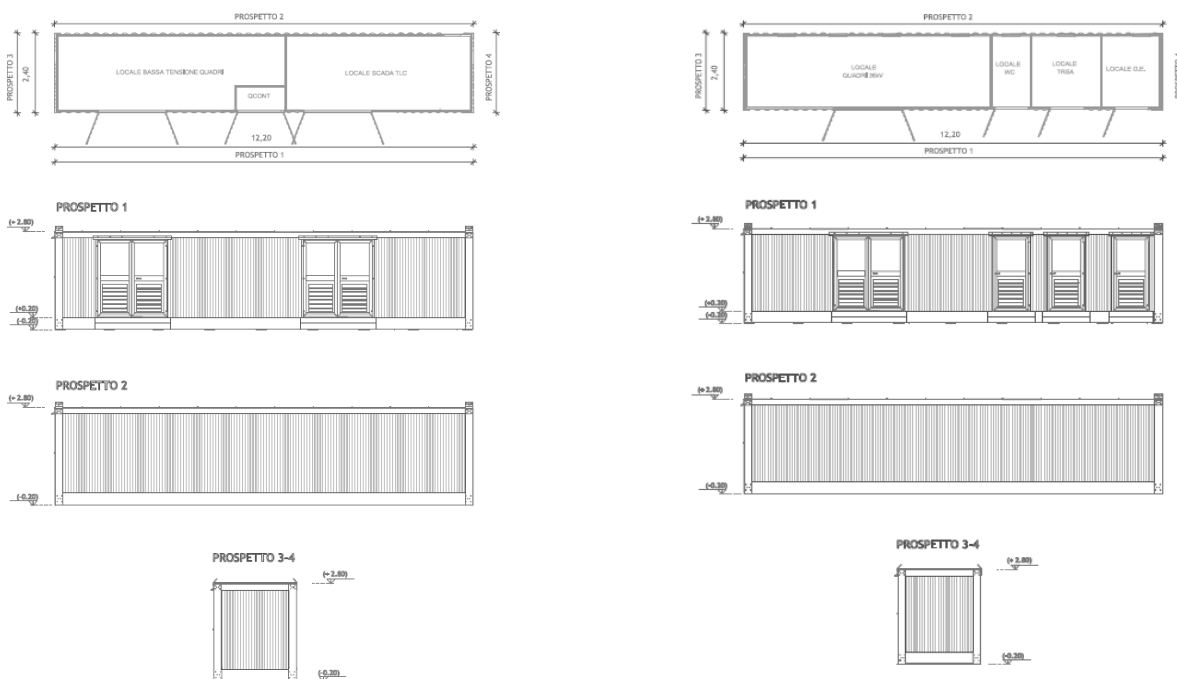 PROSPETTO 2
PROSPETTO 3
2,40
LOCALE BASSA TENSIONE QUADRI
LOCALE SCADA TLC
QCONT
PROSPETTO 4
12,20
PROSPETTO 1
PROSPETTO 1
(+ 2.80)
(+0.20)
(-0.20)
PROSPETTO 2
(+ 2.80)
(-0.20)
PROSPETTO 3-4
(+ 2.80)
(-0.20)
PROSPETTO 2
PROSPETTO 3
2,40
LOCALE
QUADRI 36kV
LOCALE
WC
LOCALE
TRSA
LOCALE G.E.
12,20
PROSPETTO 1
PROSPETTO 1
(+ 2.80)
(+0.20)
(-0.20)
PROSPETTO 2
(+ 2.80)
(-0.20)
PROSPETTO 3-4
(+ 2.80)
(-0.20)